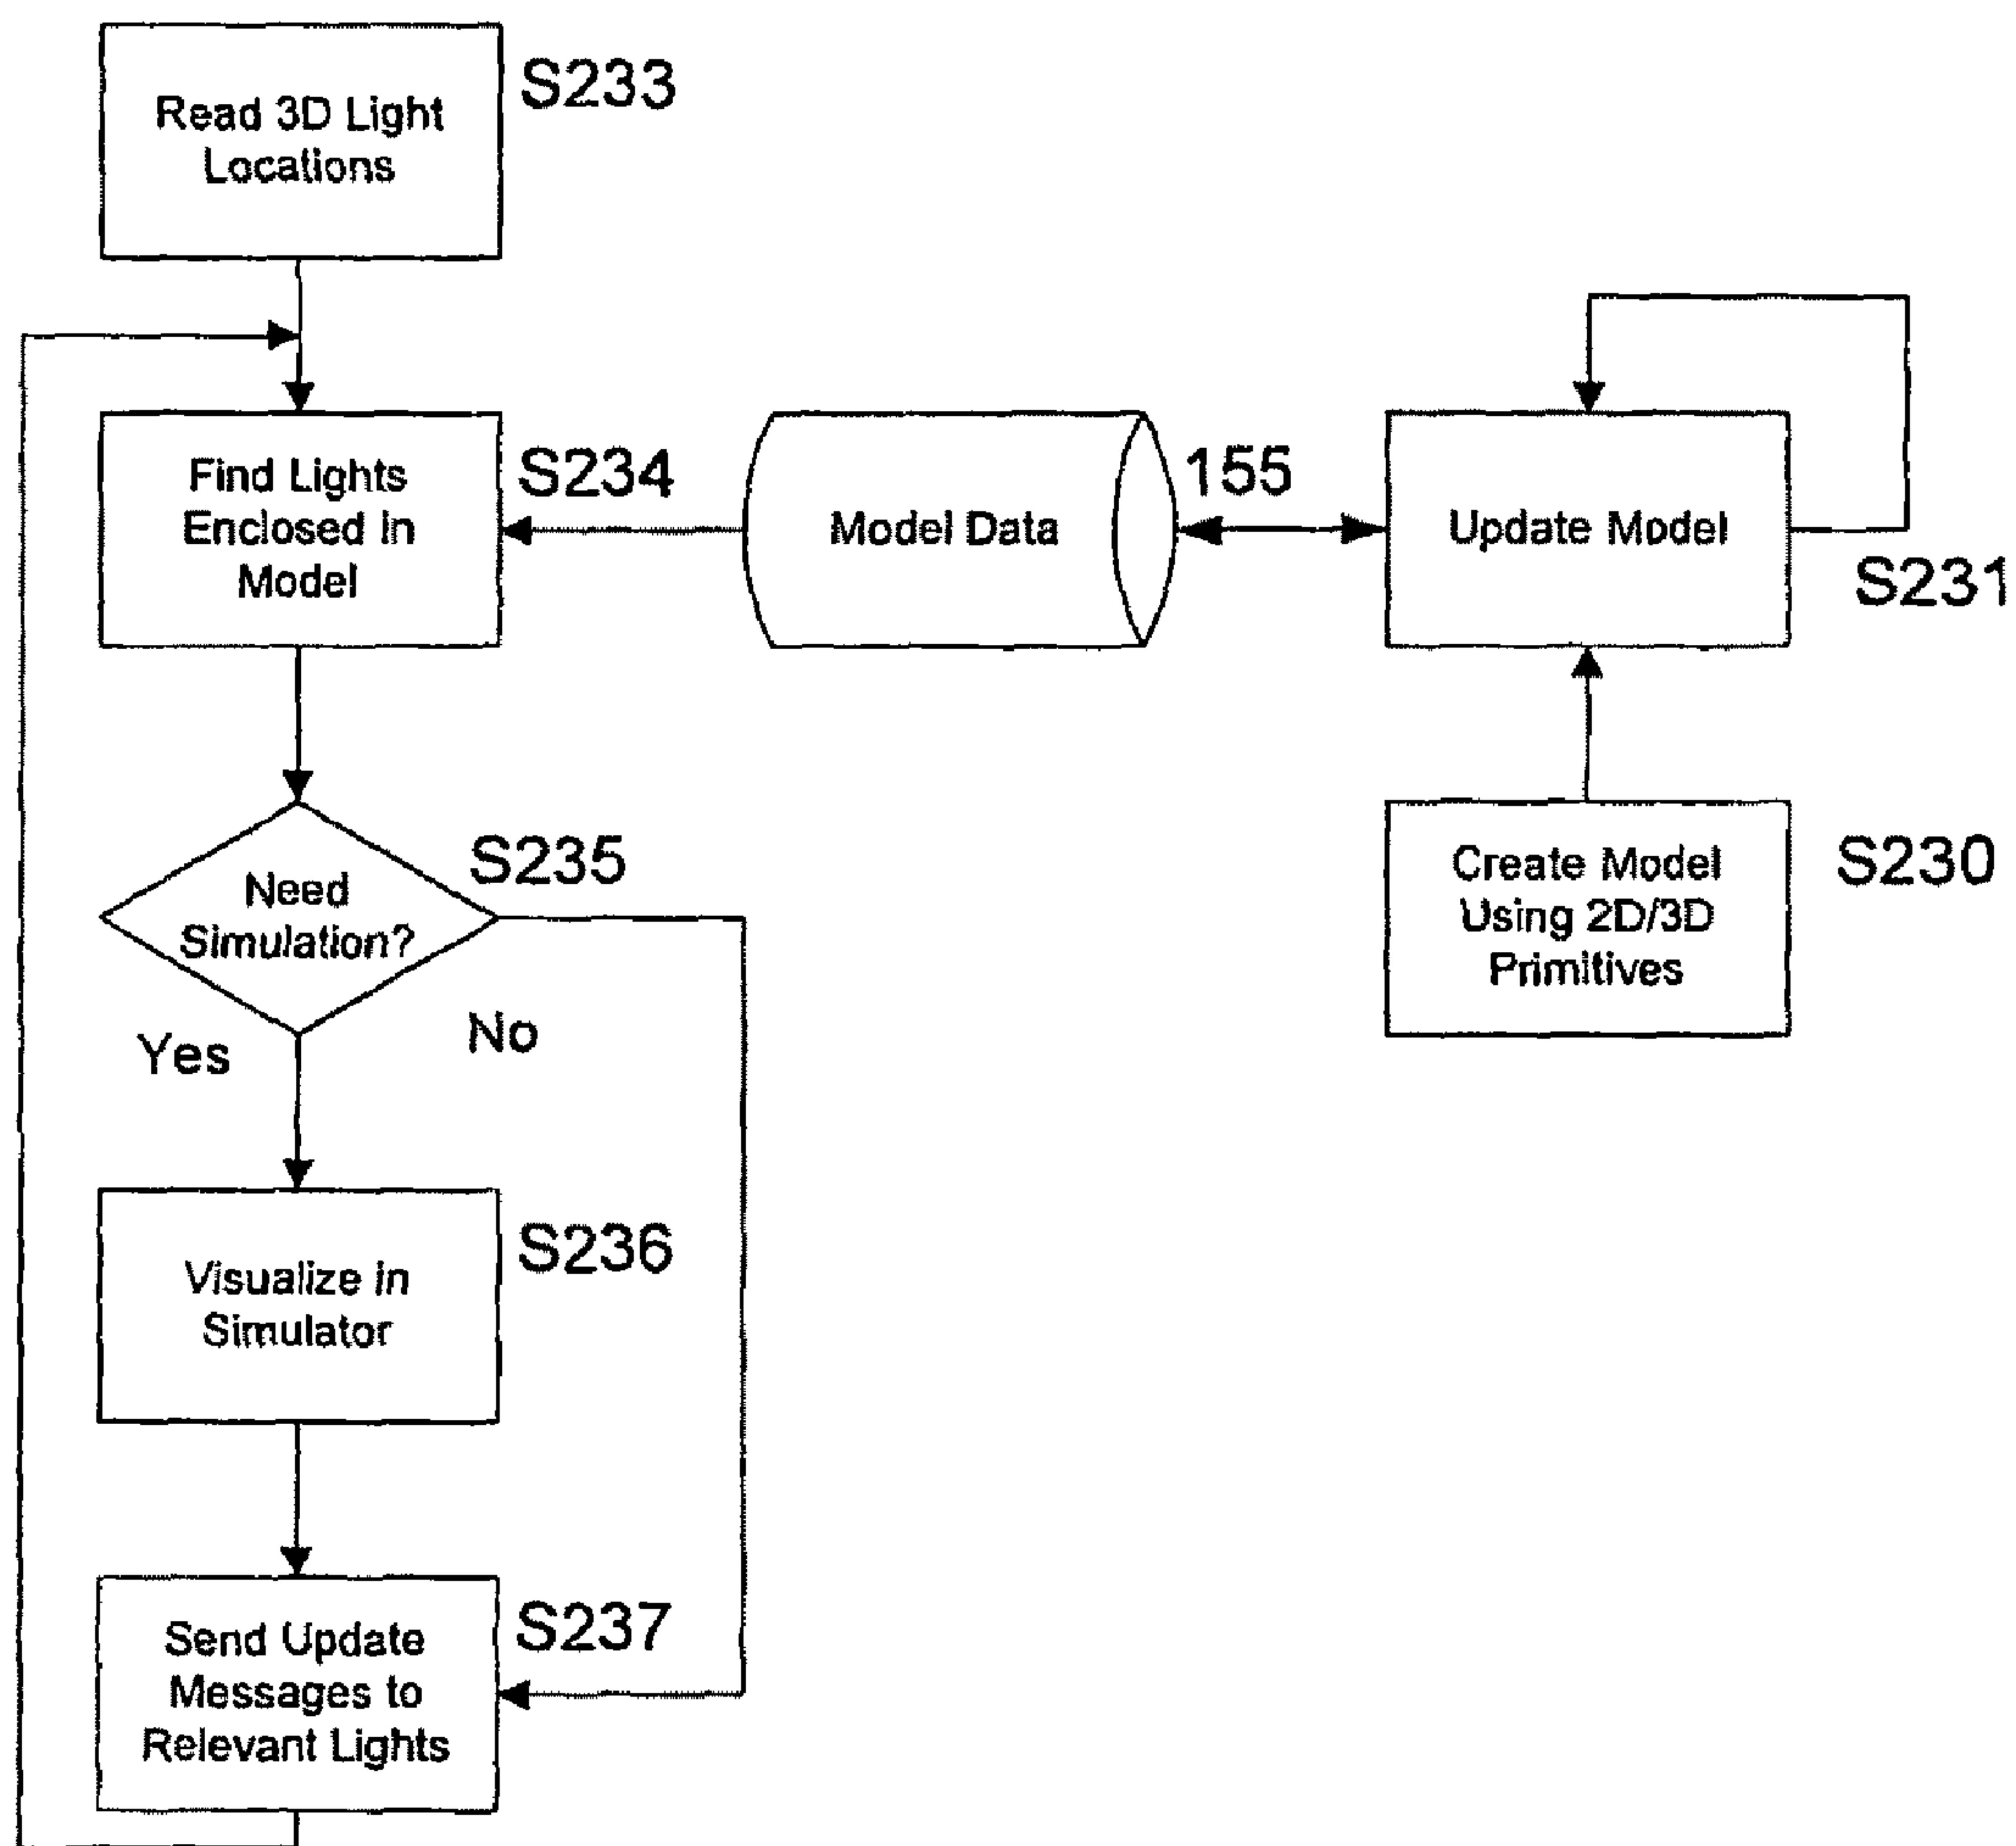 Read 3D Light
Locations
S233
Find Lights
Enclosed in
Model
S234
Model Data
155
Update Model
S231
Need
Simulation?
S235
Yes
No
Create Model
Using 2D/3D
Primitives
S230
Visualize in
Simulator
S236
Send Update
Messages to
Relevant Lights
S237